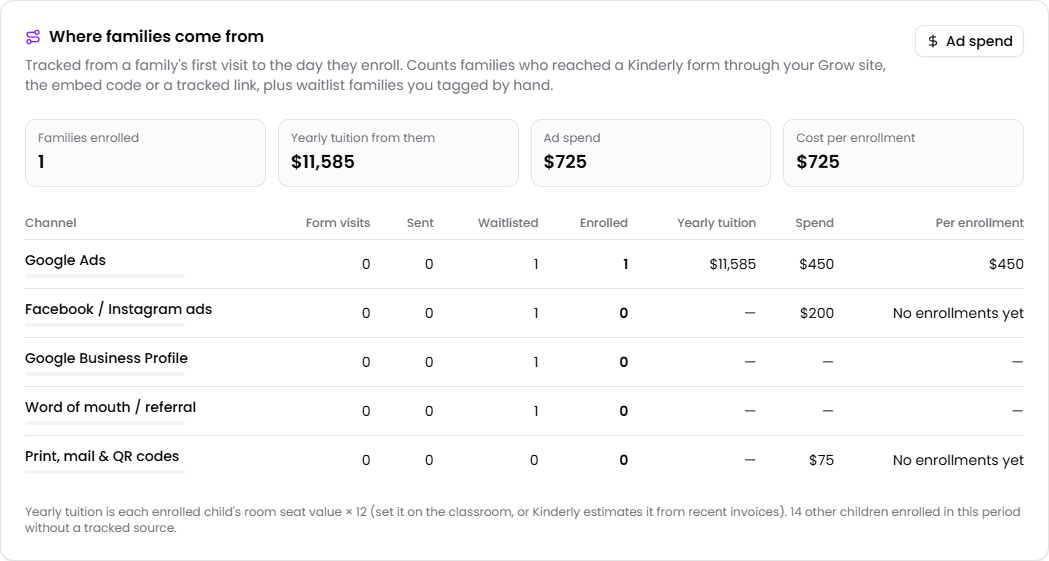 Where families come from
Ad spend
Tracked from a family's first visit to the day they enroll. Counts families who reached a Kinderly form through your Grow site,
the embed code or a tracked link, plus waitlist families you tagged by hand.
Families enrolled
1
Yearly tuition from them
$11,585
Ad spend
$725
Cost per enrollment
$725
Channel Form visits Sent Waitlisted Enrolled Yearly tuition Spend Per enrollment
Google Ads 0 0 1 1 $11,585 $450 $450
Facebook / Instagram ads 0 0 1 0 — $200 No enrollments yet
Google Business Profile 0 0 1 0 — — —
Word of mouth / referral 0 0 1 0 — — —
Print, mail & QR codes 0 0 0 0 — $75 No enrollments yet
Yearly tuition is each enrolled child's room seat value × 12 (set it on the classroom, or Kinderly estimates it from recent invoices). 14 other children enrolled in this period
without a tracked source.